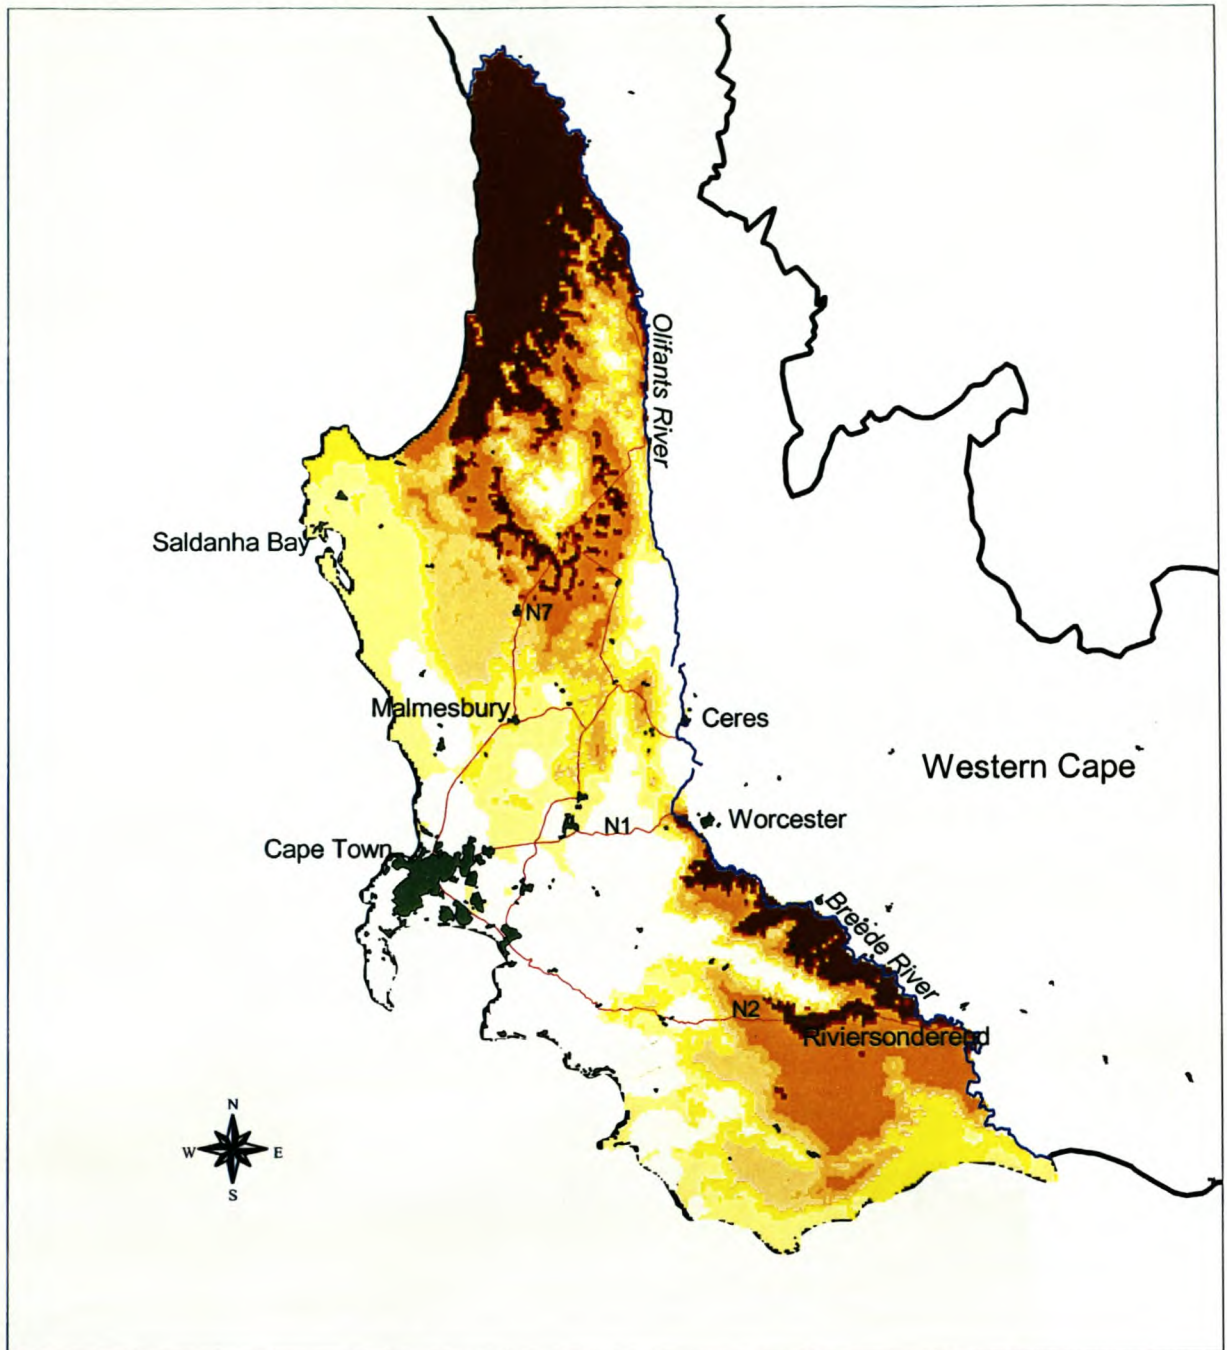 Olifants River
Saldanha Bay
N7
Malmesbury
Ceres
Western Cape
N1
Worcester
Cape Town
Breede River
N2
Riviersonderend
N
W E
S